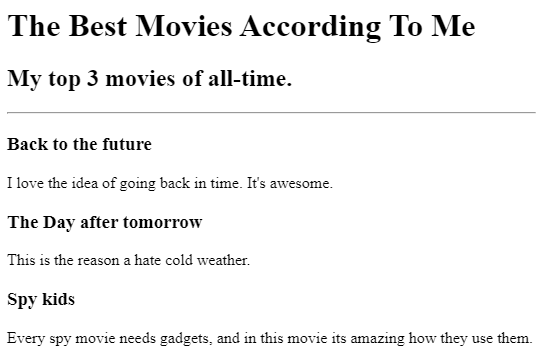 The Best Movies According To Me
My top 3 movies of all-time.
Back to the future
I love the idea of going back in time. It's awesome.
The Day after tomorrow
This is the reason a hate cold weather.
Spy kids
Every spy movie needs gadgets, and in this movie its amazing how they use them.